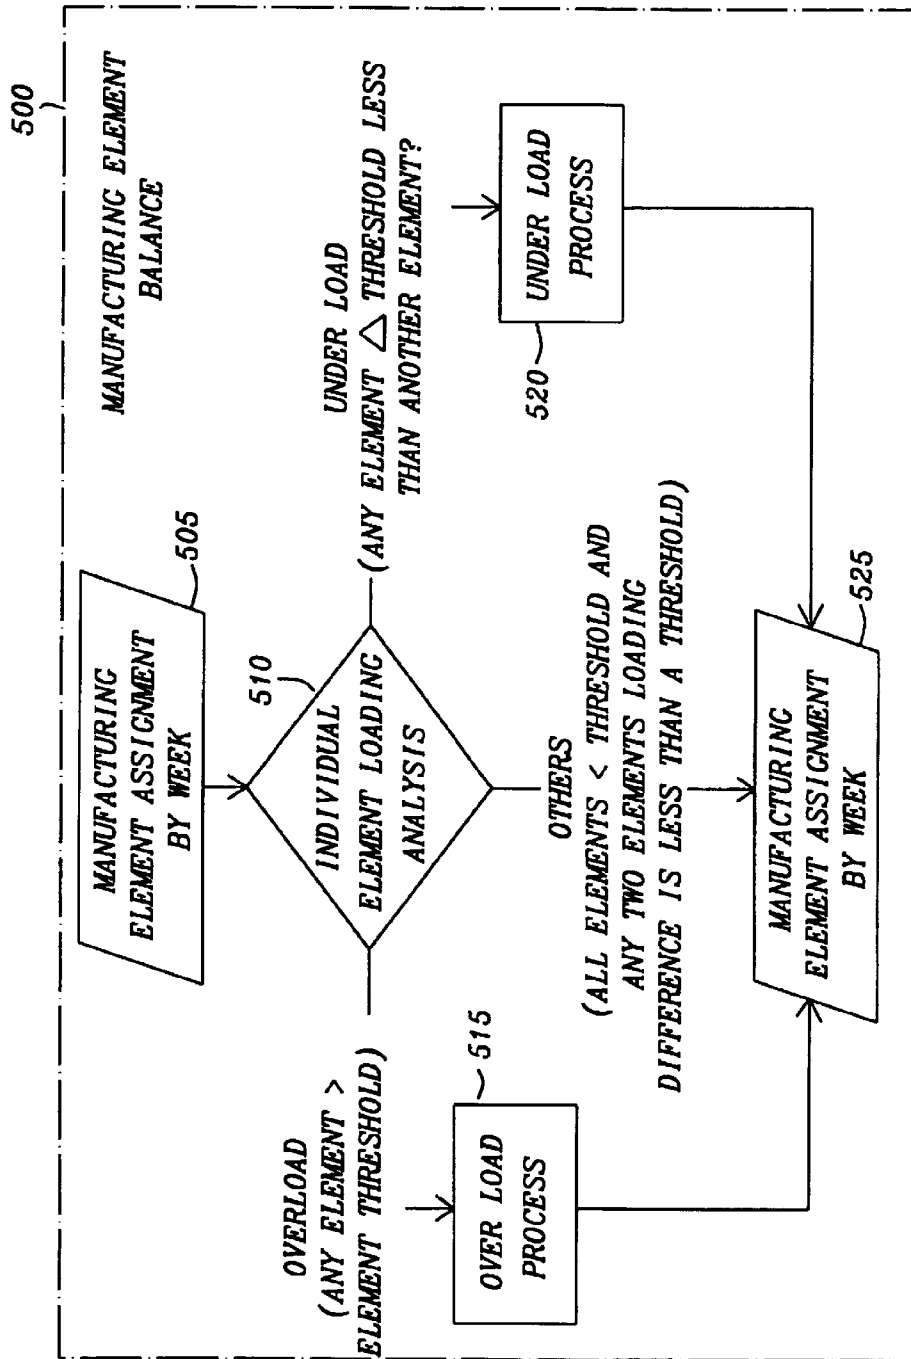 500
MANUFACTURING ELEMENT
BALANCE
MANUFACTURING
ELEMENT ASSIGNMENT
BY WEEK
505
510
INDIVIDUAL
ELEMENT LOADING
ANALYSIS
OVERLOAD
(ANY ELEMENT >
ELEMENT THRESHOLD)
UNDER LOAD
(ANY ELEMENT △ THRESHOLD LESS
THAN ANOTHER ELEMENT?
515
OVER LOAD
PROCESS
OTHERS
(ALL ELEMENTS < THRESHOLD AND
ANY TWO ELEMENTS LOADING
DIFFERENCE IS LESS THAN A THRESHOLD)
520
UNDER LOAD
PROCESS
MANUFACTURING
ELEMENT ASSIGNMENT
BY WEEK
525